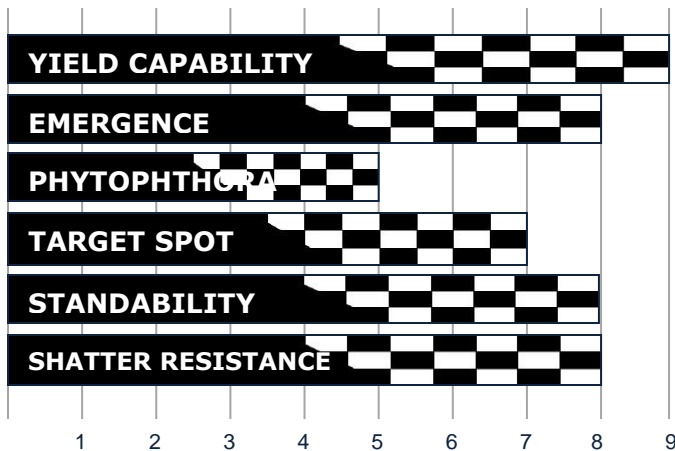 YIELD CAPABILITY
EMERGENCE
PHYTOPHTHORA
TARGET SPOT
STANDABILITY
SHATTER RESISTANCE
1 2 3 4 5 6 7 8 9